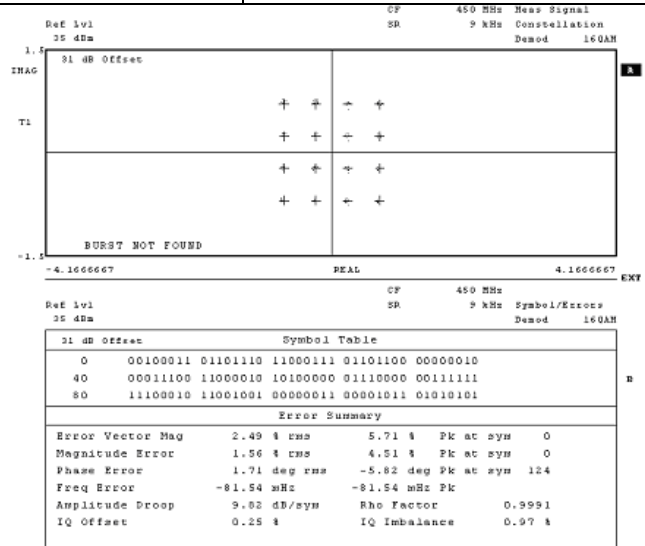 CF 450 MHz Meas Signal
Ref Lvl SR 9 kHz Constellation
35 dBm Demod 16QAM
1.5 31 dB Offset
IMAG A
T1
BURST NOT FOUND
-1.5
-4.1666667 REAL 4.1666667
EXT
CF 450 MHz
Ref Lvl SR 9 kHz Symbol/Errors
35 dBm Demod 16QAM
31 dB Offset Symbol Table
0 00100011 01101110 11000111 01101100 00000010
40 00011100 11000010 10100000 01110000 00111111 B
80 11100010 11001001 00000011 00001011 01010101
Error Summary
Error Vector Mag 2.49 % rms 5.71 % Pk at sym 0
Magnitude Error 1.56 % rms 4.51 % Pk at sym 0
Phase Error 1.71 deg rms -5.82 deg Pk at sym 124
Freq Error -81.54 mHz -81.54 mHz Pk
Amplitude Droop 9.82 dB/sym Rho Factor 0.9991
IQ Offset 0.25 % IQ Imbalance 0.97 %